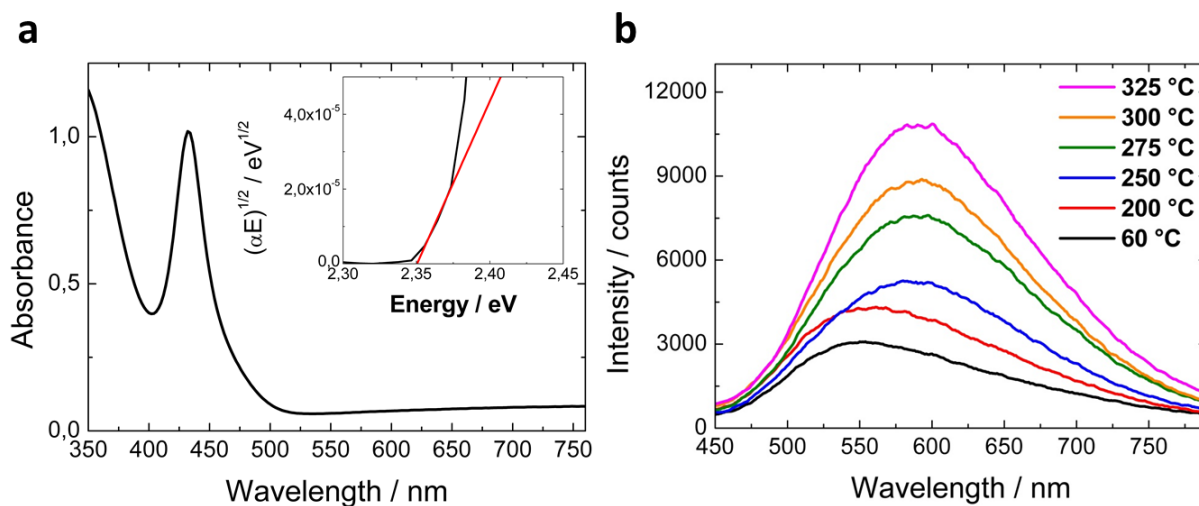 a
1,0
0,5
0,0
350 400 450 500 550 600 650 700 750
Absorbance
Wavelength / nm
4,0x10-5
2,0x10-5
0,0
2,30 2,35 2,40 2,45
(αE)1/2 / eV1/2
Energy / eV
b
12000
9000
6000
3000
0
450 500 550 600 650 700 750
Intensity / counts
Wavelength / nm
325 °C
300 °C
275 °C
250 °C
200 °C
60 °C